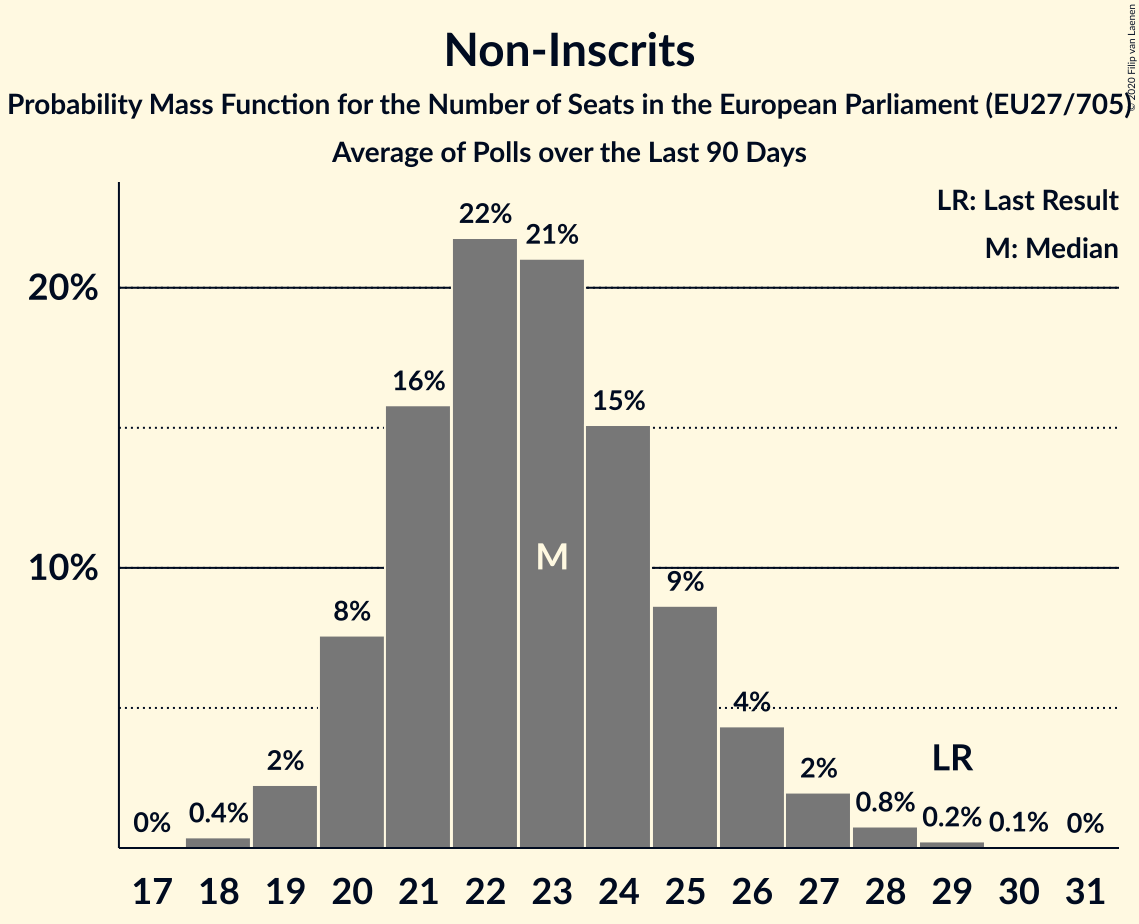 Non-Inscrits
Probability Mass Function for the Number of Seats in the European Parliament (EU27/705)
Average of Polls over the Last 90 Days
© 2020 Filip van Laenen
LR: Last Result
M: Median
20%
10%
0%
0.4%
2%
8%
16%
22%
21%
15%
9%
4%
2%
0.8%
0.2%
0.1%
0%
M
LR
17 18 19 20 21 22 23 24 25 26 27 28 29 30 31